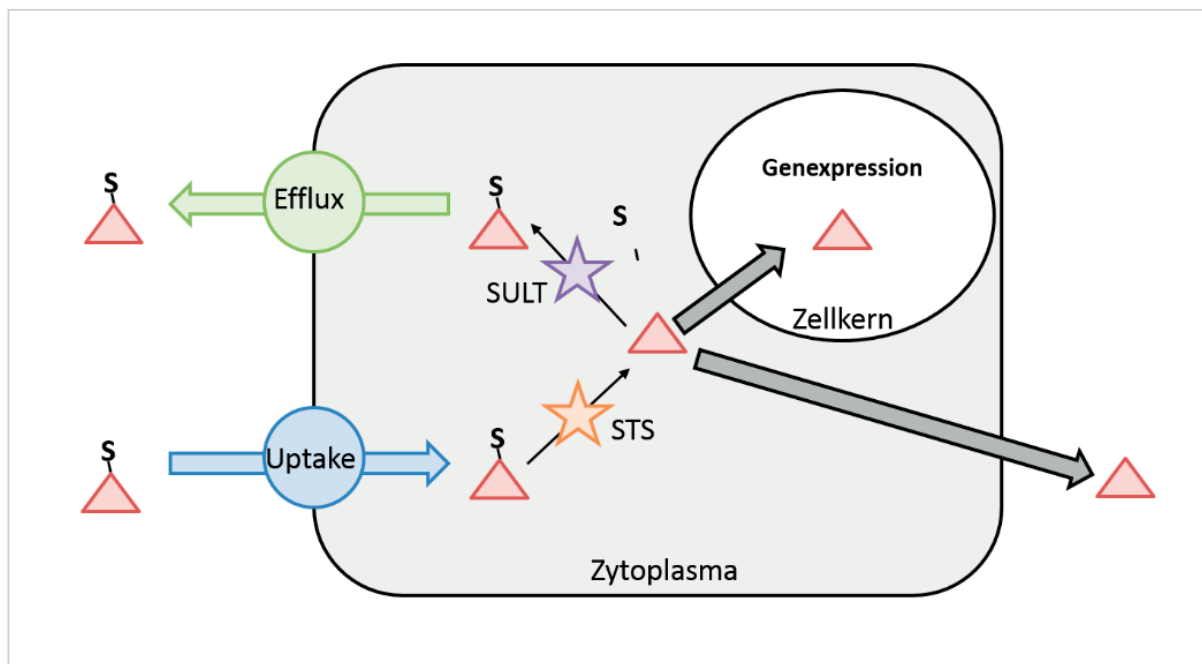 Genexpression
S
S
S
Efflux
SULT
Zellkern
S
S
STS
Uptake
Zytoplasma